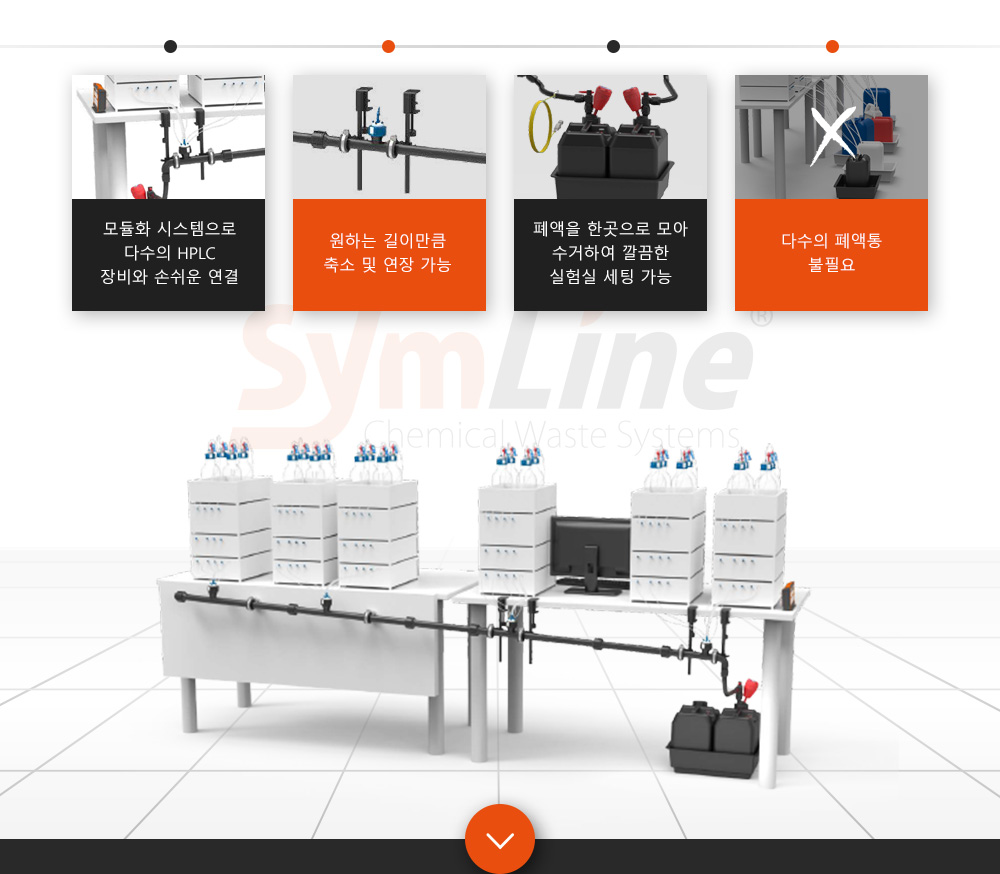 모듈화 시스템으로
다수의 HPLC
장비와 손쉬운 연결
원하는 길이만큼
축소 및 연장 가능
폐액을 한곳으로 모아
수거하여 깔끔한
실험실 세팅 가능
다수의 폐액통
불필요
SymLine®
Chemical Waste Systems